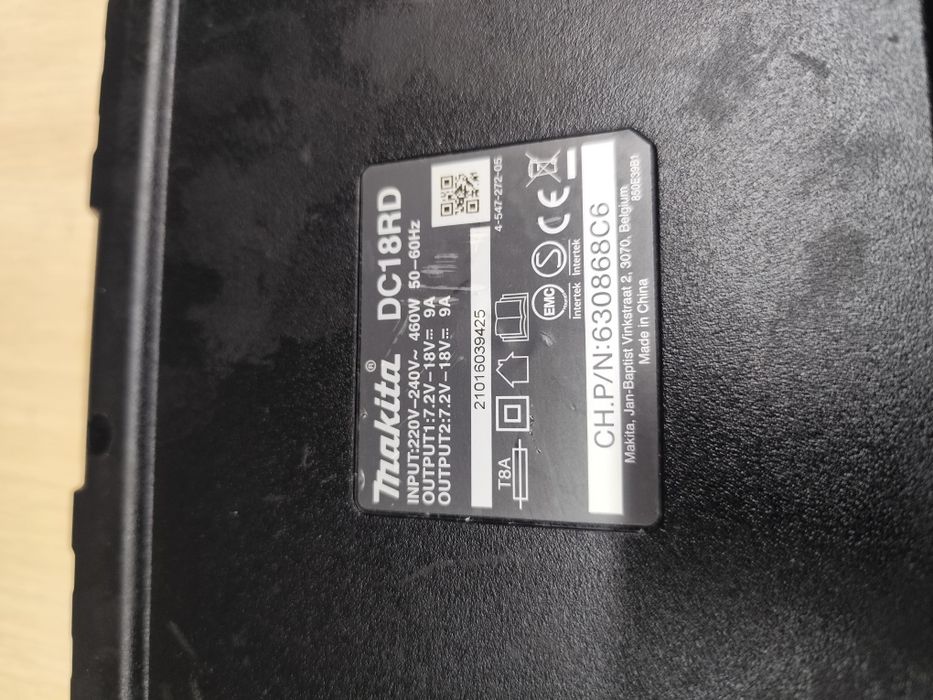 makita® DC18RD
INPUT:220V–240V~ 460W 50–60Hz
OUTPUT1:7.2V–18V⎓ 9A
OUTPUT2:7.2V–18V⎓ 9A
21016039425
4-547-272-05
T8A
EMC S CE
Intertek Intertek
CH.P/N:630868C6
Makita, Jan-Baptist Vinkstraat 2, 3070, Belgium
Made in China
860E39B1